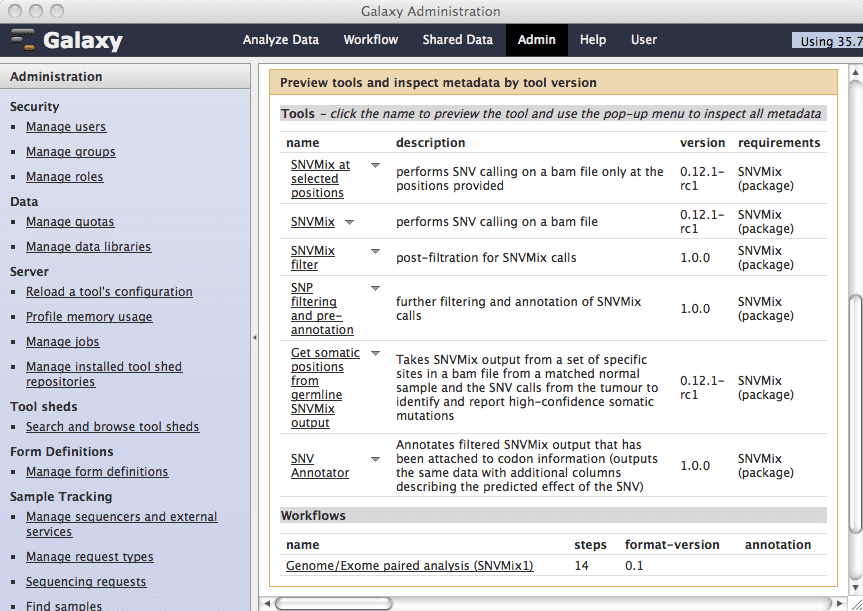 Galaxy Administration
Galaxy
Analyze Data Workflow Shared Data Admin Help User
Using 35.7
Administration
Security
Manage users
Manage groups
Manage roles
Data
Manage quotas
Manage data libraries
Server
Reload a tool's configuration
Profile memory usage
Manage jobs
Manage installed tool shed
repositories
Tool sheds
Search and browse tool sheds
Form Definitions
Manage form definitions
Sample Tracking
Manage sequencers and external
services
Manage request types
Sequencing requests
Find samples
Preview tools and inspect metadata by tool version
Tools - click the name to preview the tool and use the pop-up menu to inspect all metadata
name description version requirements
SNVMix at
selected
positions
performs SNV calling on a bam file only at the
positions provided
0.12.1-
rc1
SNVMix
(package)
SNVMix
performs SNV calling on a bam file
0.12.1-
rc1
SNVMix
(package)
SNVMix
filter
post-filtration for SNVMix calls
1.0.0
SNVMix
(package)
SNP
filtering
and pre-
annotation
further filtering and annotation of SNVMix
calls
1.0.0
SNVMix
(package)
Get somatic
positions
from
germline
SNVMix
output
Takes SNVMix output from a set of specific
sites in a bam file from a matched normal
sample and the SNV calls from the tumour to
identify and report high-confidence somatic
mutations
0.12.1-
rc1
SNVMix
(package)
SNV
Annotator
Annotates filtered SNVMix output that has
been attached to codon information (outputs
the same data with additional columns
describing the predicted effect of the SNV)
1.0.0
SNVMix
(package)
Workflows
name steps format-version annotation
Genome/Exome paired analysis (SNVMix1) 14 0.1